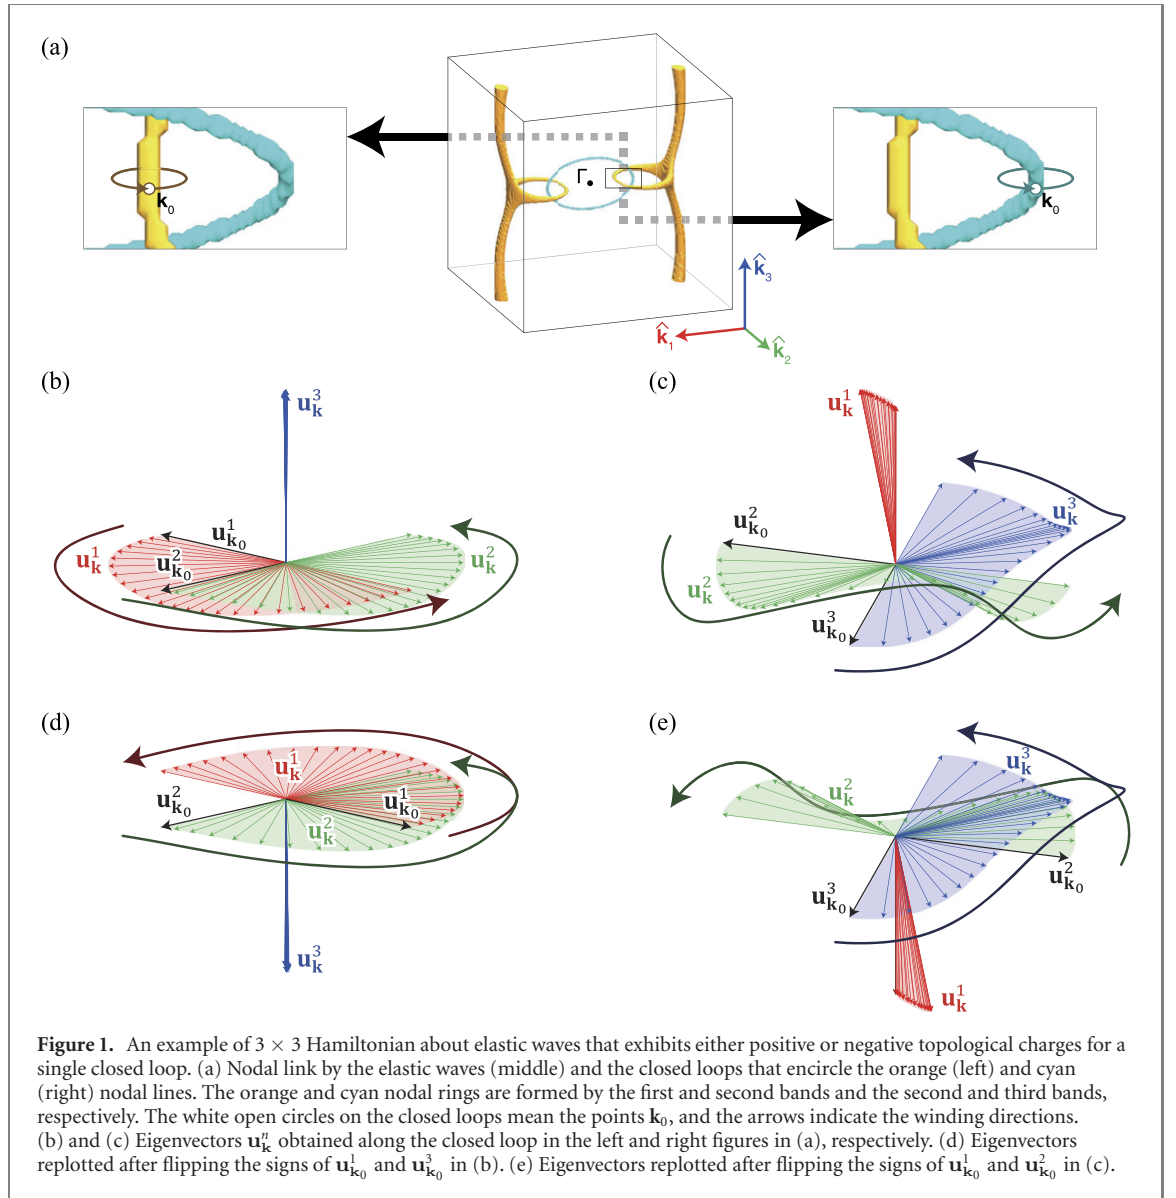 (a)
k₀
Γ
k₀
k̂₃
k̂₁
k̂₂
(b)
(c)
u³ₖ
u¹ₖ
u¹ₖ₀
u²ₖ₀
u¹ₖ
u²ₖ
u²ₖ₀
u³ₖ
u²ₖ
u³ₖ₀
(d)
(e)
u¹ₖ
u²ₖ₀
u¹ₖ₀
u²ₖ
u³ₖ
u³ₖ
u²ₖ
u²ₖ₀
u³ₖ₀
u¹ₖ
Figure 1. An example of 3 × 3 Hamiltonian about elastic waves that exhibits either positive or negative topological charges for a
single closed loop. (a) Nodal link by the elastic waves (middle) and the closed loops that encircle the orange (left) and cyan
(right) nodal lines. The orange and cyan nodal rings are formed by the first and second bands and the second and third bands,
respectively. The white open circles on the closed loops mean the points k₀, and the arrows indicate the winding directions.
(b) and (c) Eigenvectors uⁿₖ obtained along the closed loop in the left and right figures in (a), respectively. (d) Eigenvectors
replotted after flipping the signs of u¹ₖ₀ and u³ₖ₀ in (b). (e) Eigenvectors replotted after flipping the signs of u¹ₖ₀ and u²ₖ₀ in (c).